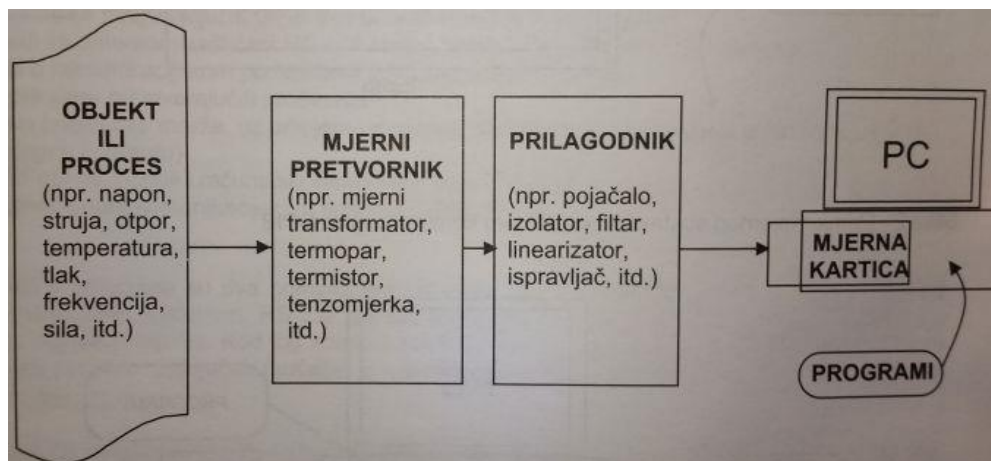 OBJEKT
ILI
PROCES
(npr. napon,
struja, otpor,
temperatura,
tlak,
frekvencija,
sila, itd.)
MJERNI
PRETVORNIK
(npr. mjerni
transformator,
termopar,
termistor,
tenzomjerka,
itd.)
PRILAGODNIK
(npr. pojačalo,
izolator, filtar,
linearizator,
ispravljač, itd.)
PC
MJERNA
KARTICA
PROGRAMI